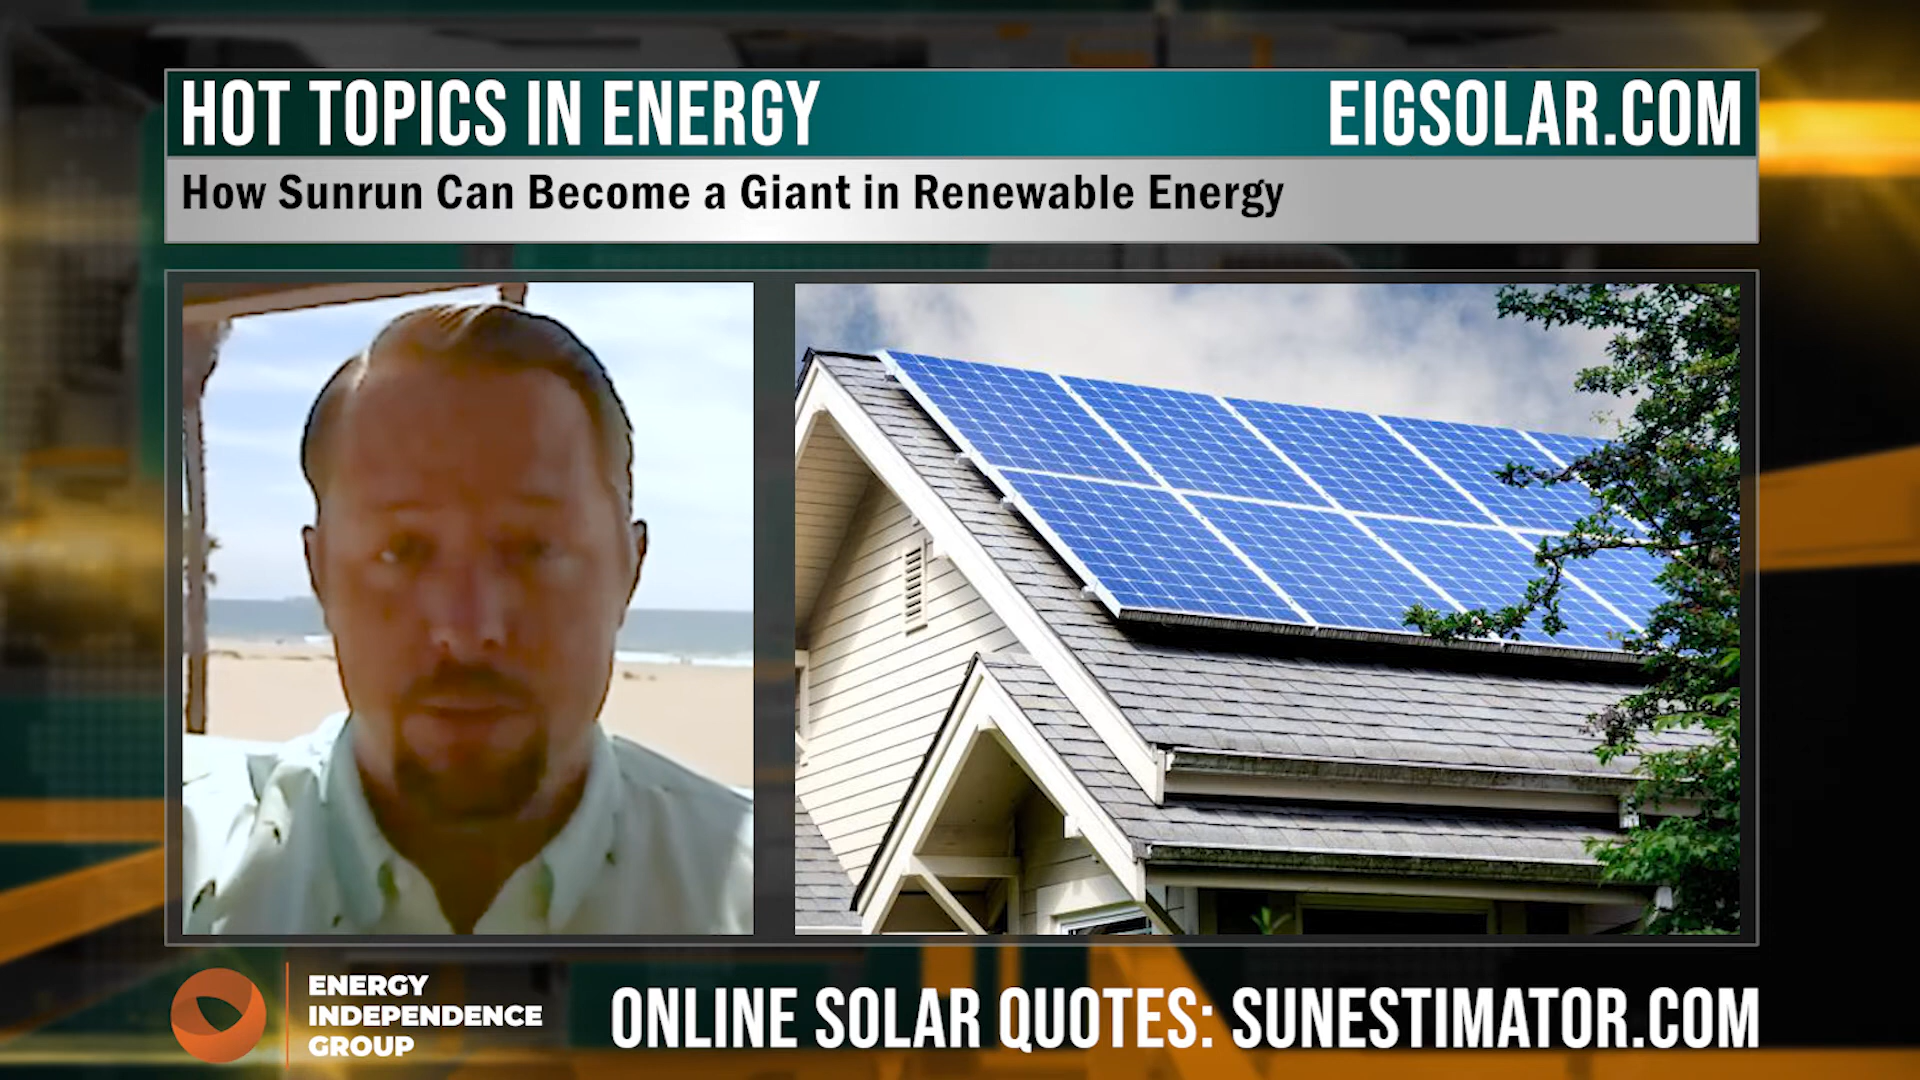 HOT TOPICS IN ENERGY
EIGSOLAR.COM
How Sunrun Can Become a Giant in Renewable Energy
ENERGY
INDEPENDENCE
GROUP
ONLINE SOLAR QUOTES: SUNESTIMATOR.COM